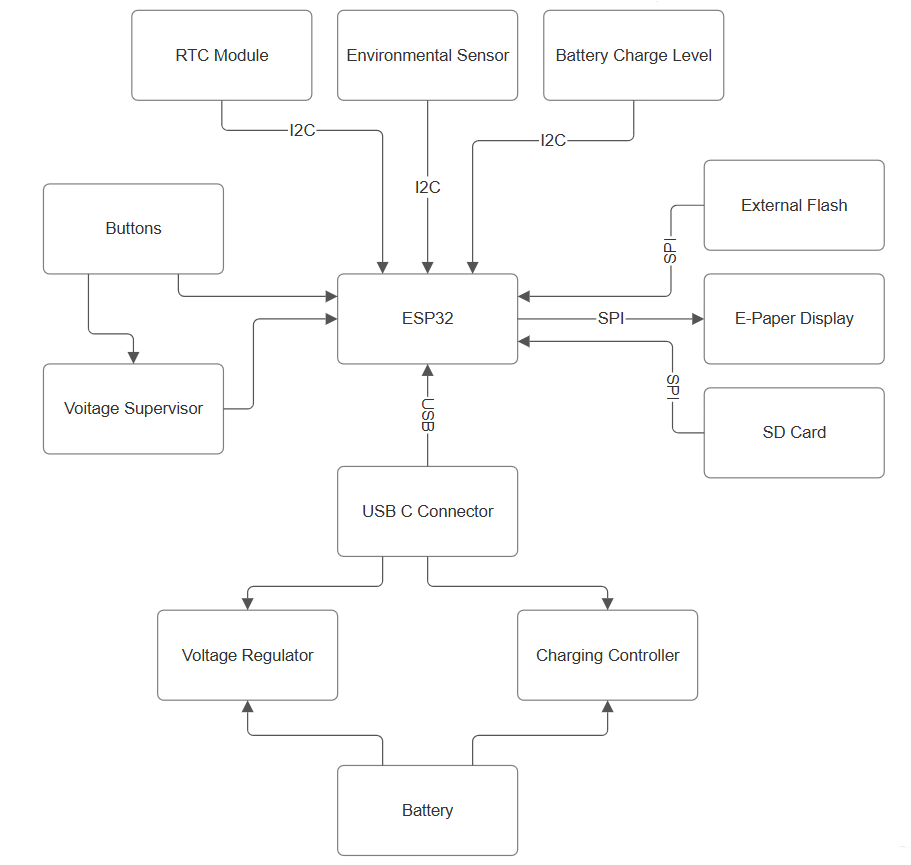 RTC Module
Environmental Sensor
Battery Charge Level
I2C
I2C
I2C
External Flash
Buttons
SPI
ESP32
SPI
E-Paper Display
SPI
Voitage Supervisor
USB
SD Card
USB C Connector
Voltage Regulator
Charging Controller
Battery